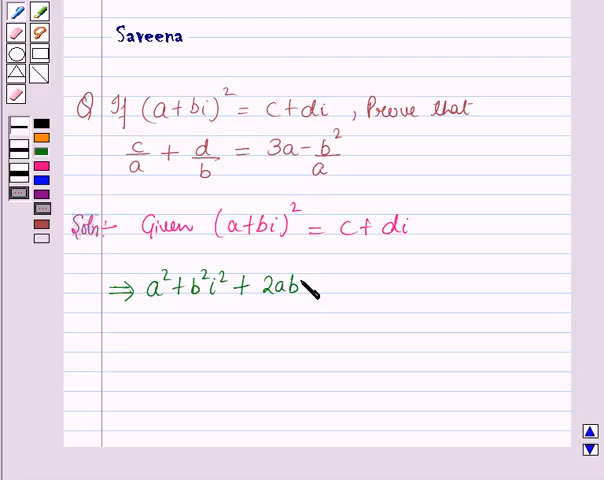 Saveena
Q If (a+bi)² = c+di , Prove that
c/a + d/b = 3a - b²/a
Soln:- Given (a+bi)² = c+di
⇒ a² + b²i² + 2ab